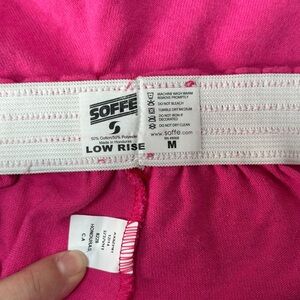 SOFFE
50% Cotton/50% Polyester
Made in Honduras
LOW RISE
MACHINE WASH WARM
REMOVE PROMPTLY
DO NOT BLEACH
TUMBLE DRY MEDIUM
DO NOT IRON IF
DECORATED
DO NOT DRY CLEAN
www.soffe.com
M
HONDURAS
C.A